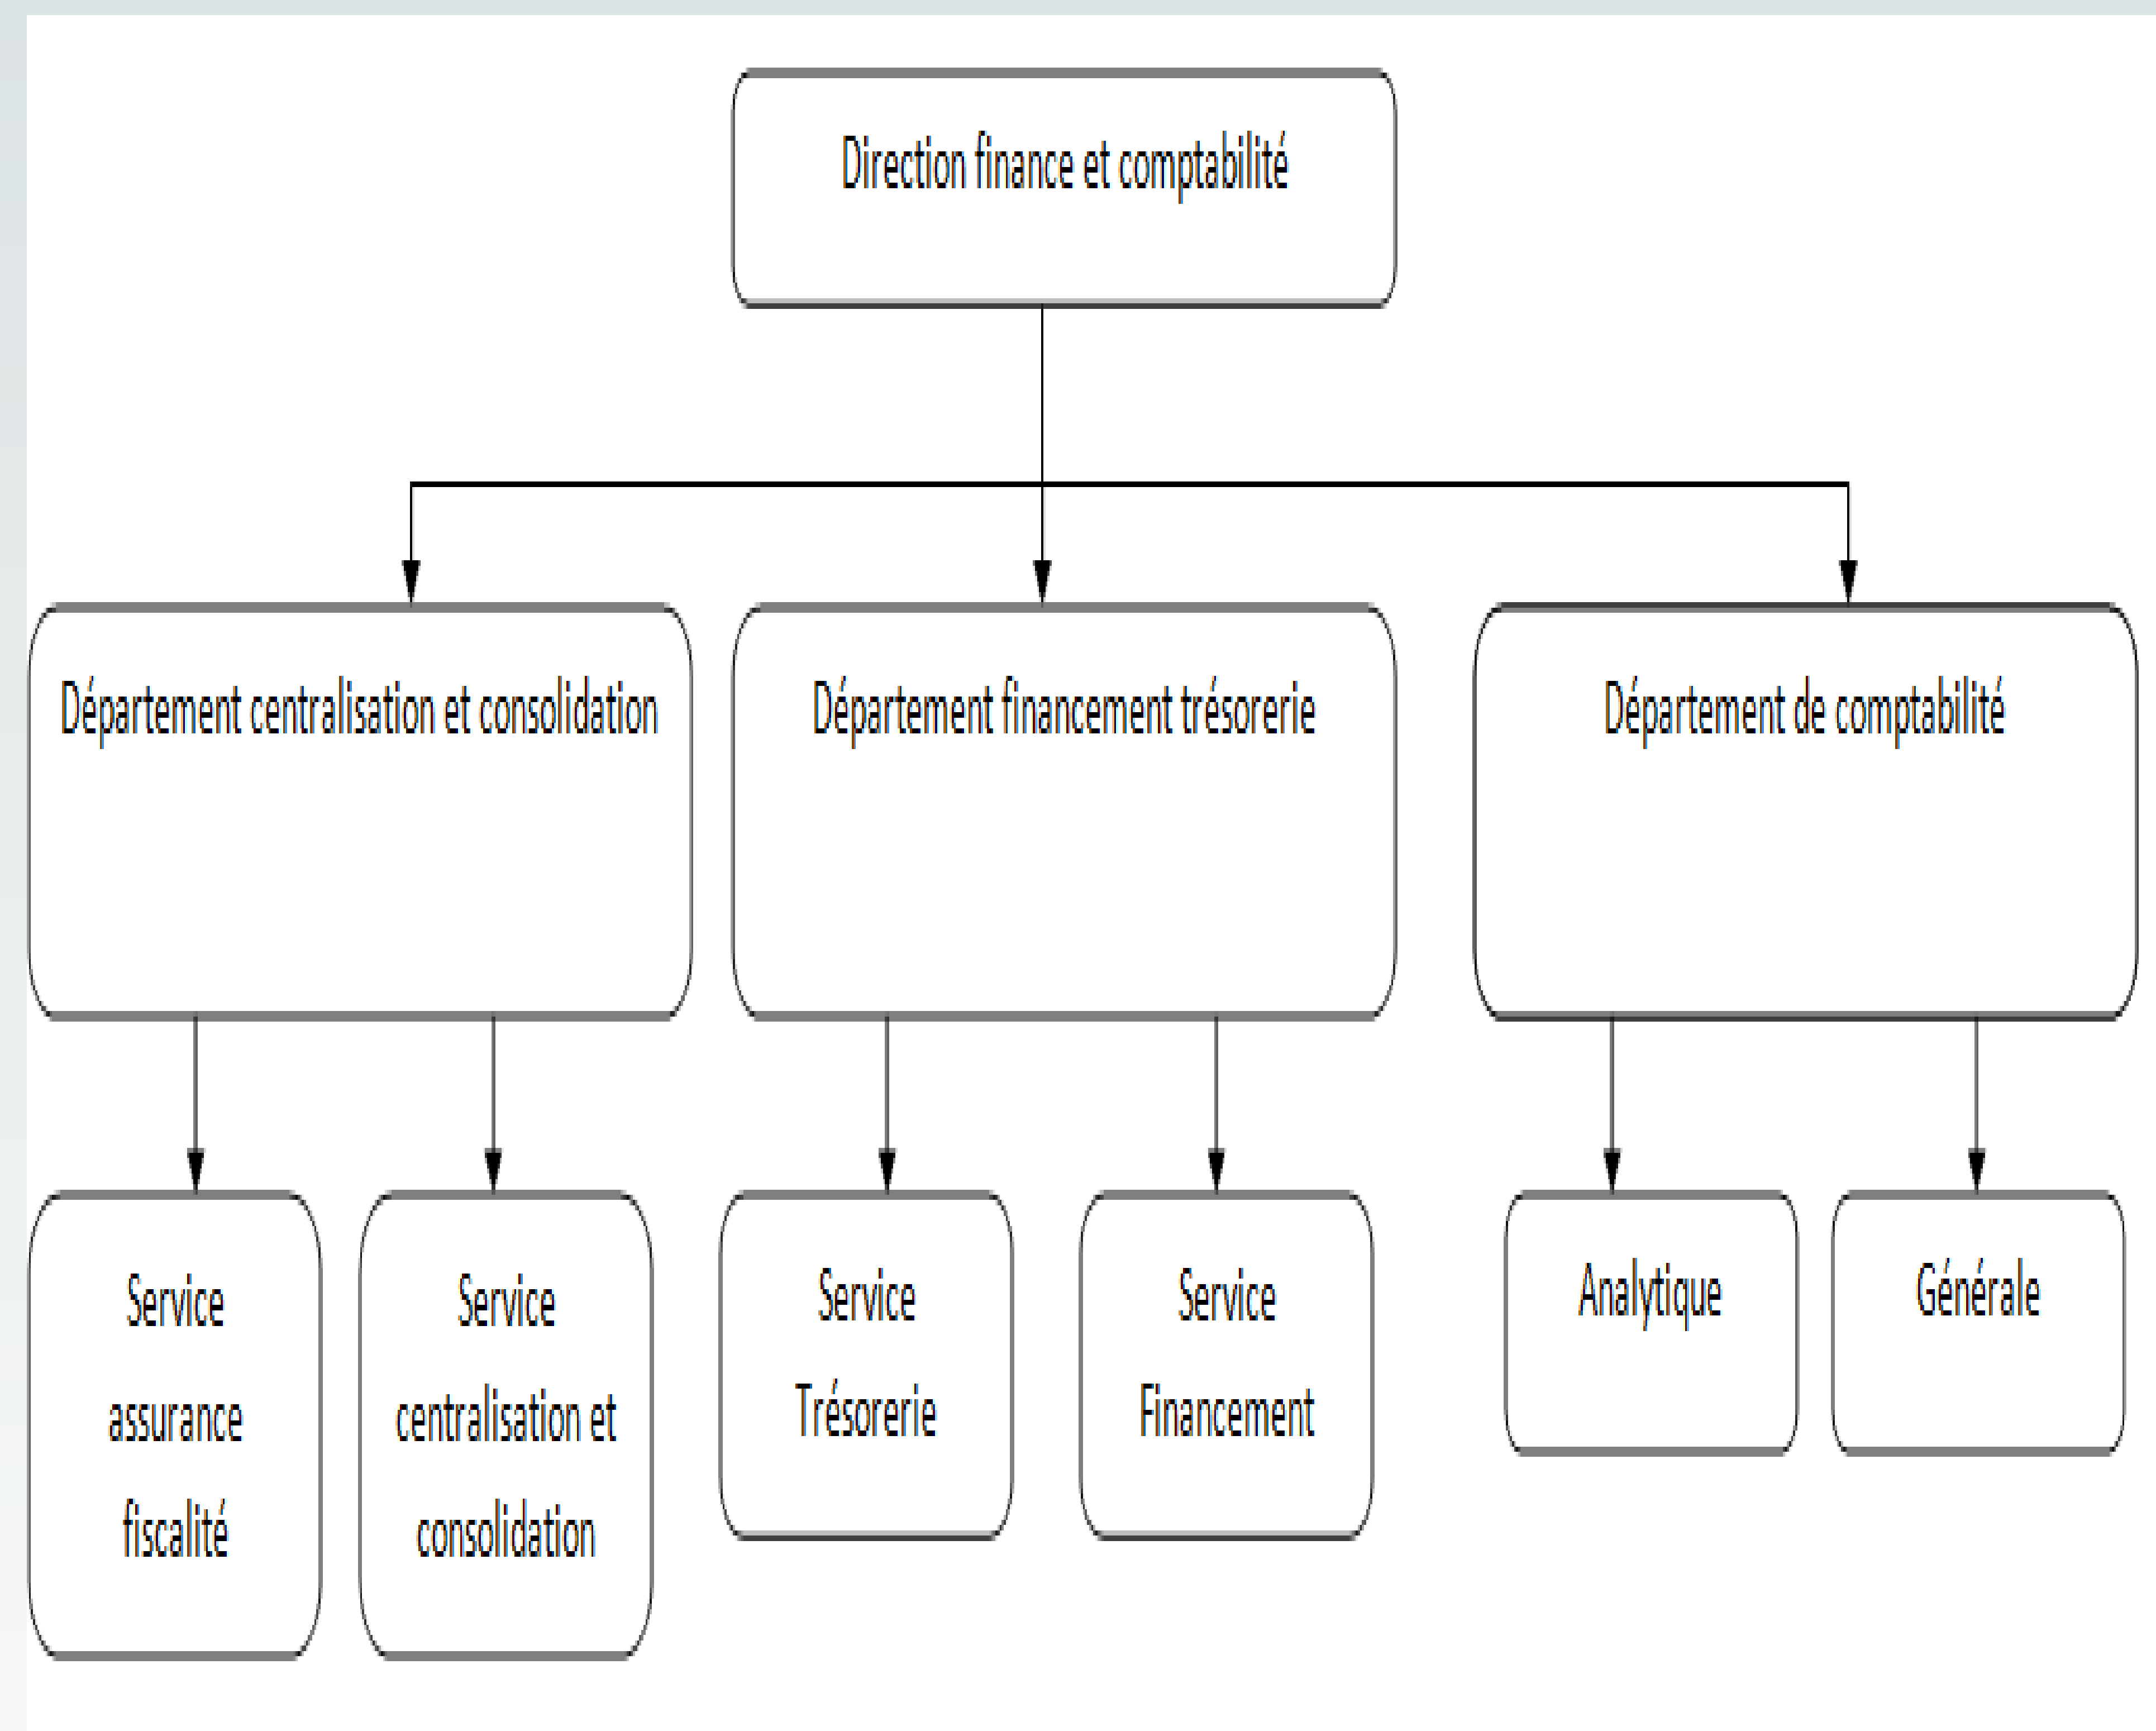 Direction finance et comptabilité
Département centralisation et consolidation
Département financement trésorerie
Département de comptabilité
Service
assurance
fiscalité
Service
centralisation et
consolidation
Service
Trésorerie
Service
Financement
Analytique
Générale